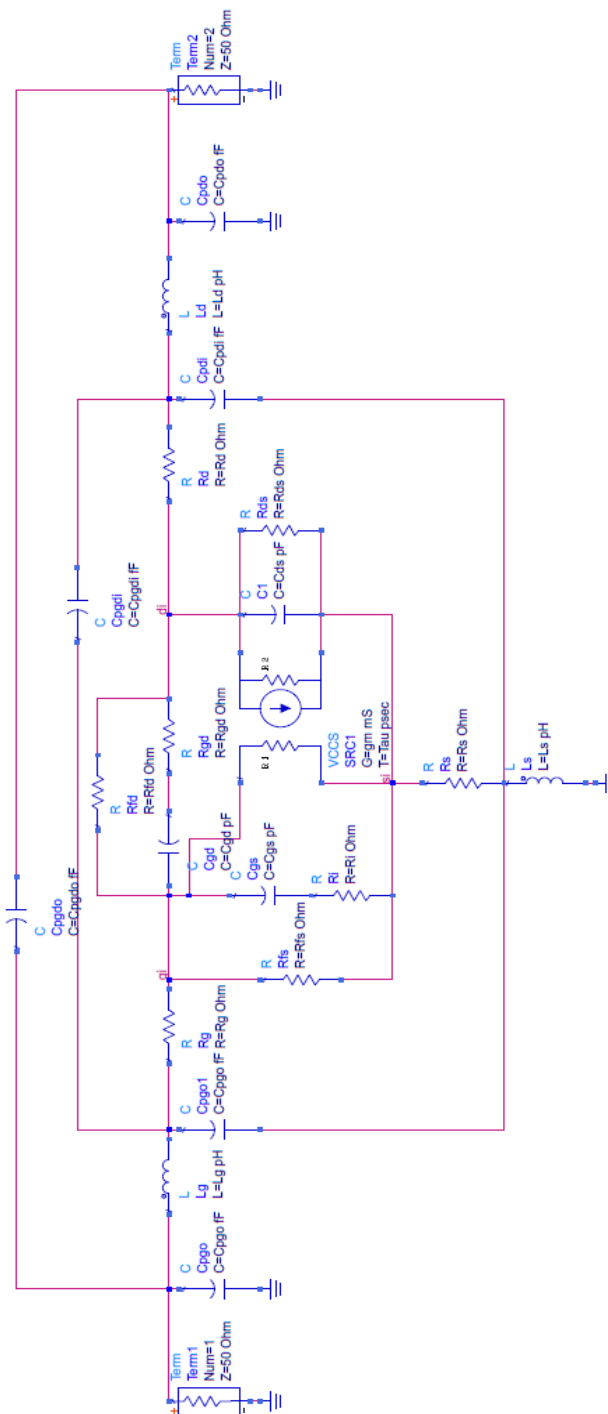 Term
Term2
Num=2
Z=50 Ohm
+
-
C
Cpdo
C=Cpdo fF
L
Ld
L=Ld pH
C
Cpdi
C=Cpdi fF
R
Rd
R=Rd Ohm
R
Rds
R=Rds Ohm
C
Cpgdi
C=Cpgdi fF
di
C
C1
C=Cds pF
R2
R1
VCCS
SRC1
G=gm mS
T=Tau psec
R
Rgd
R=Rgd Ohm
R
Rfd
R=Rfd Ohm
si
R
Rs
R=Rs Ohm
L
Ls
L=Ls pH
C
Cgd
C=Cgd pF
C
Cgs
C=Cgs pF
R
Ri
R=Ri Ohm
C
Cpgdo
C=Cpgdo fF
gi
R
Rfs
R=Rfs Ohm
R
Rg
R=Rg Ohm
C
Cpgo1
C=Cpgo fF
L
Lg
L=Lg pH
C
Cpgo
C=Cpgo fF
Term
Term1
Num=1
Z=50 Ohm
+
-